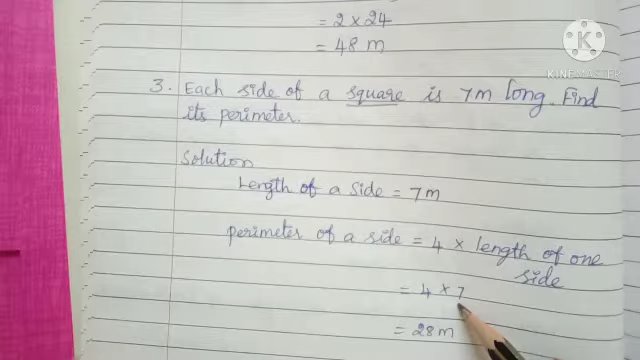 = 2 × 24
= 48 m
KINEMASTER
3. Each side of a square is 7m long. Find
its perimeter.
Solution
Length of a side = 7m
perimeter of a side = 4 × length of one
side
= 4 × 7
= 28m